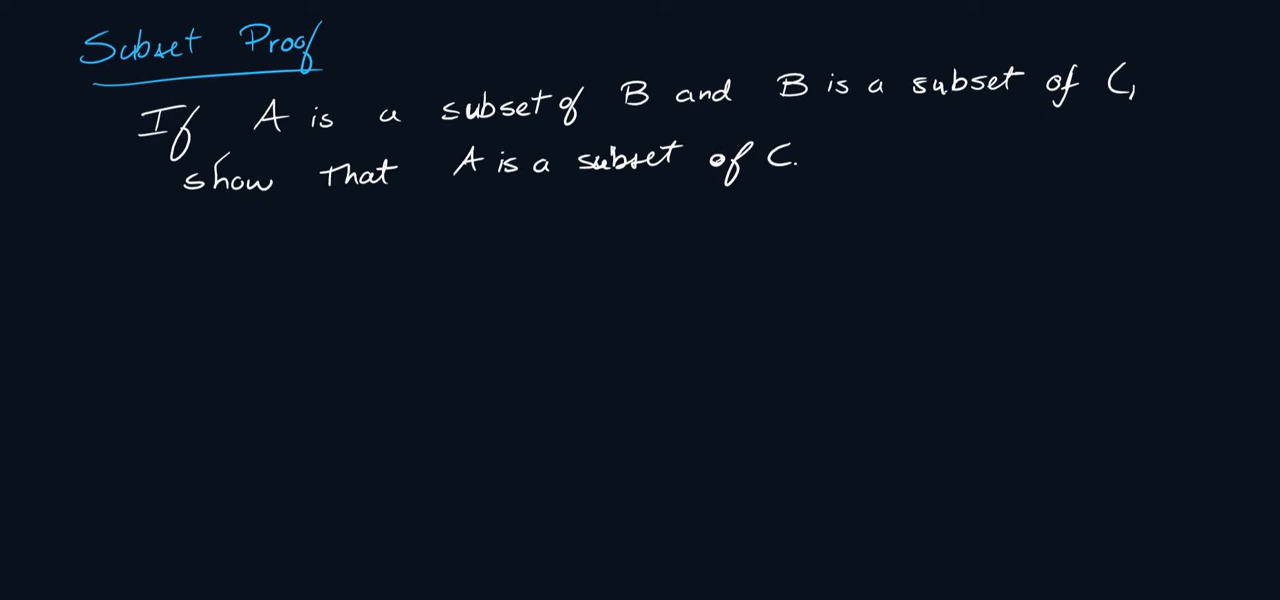 Subset Proof
If A is a subset of B and B is a subset of C,
show that A is a subset of C.